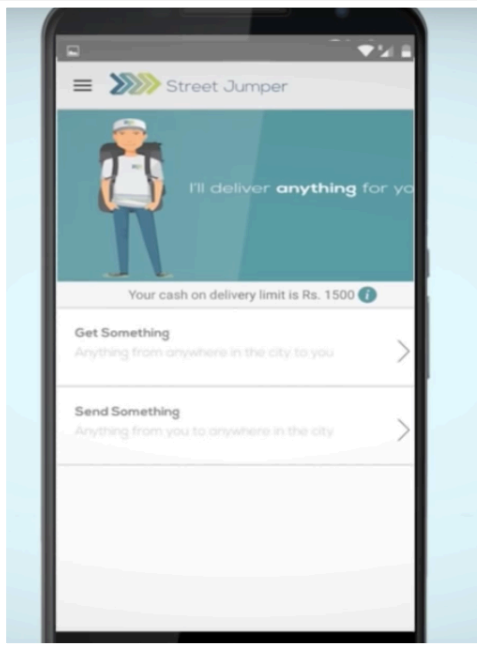 Street Jumper
I'll deliver anything for yo
Your cash on delivery limit is Rs. 1500 i
Get Something
Anything from anywhere in the city to you
Send Something
Anything from you to anywhere in the city